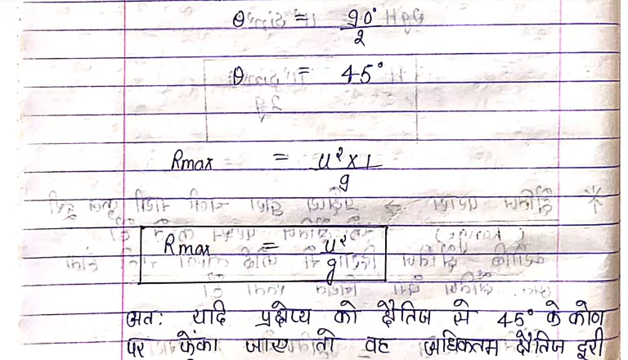 θ = 90°/2
θ = 45°
Rmax = u² × 1/g
Rmax = u²/g
अतः यदि प्रक्षेप्य को क्षैतिज से 45° के कोण
पर फेंका जाए तो वह अधिकतम क्षैतिज दूरी